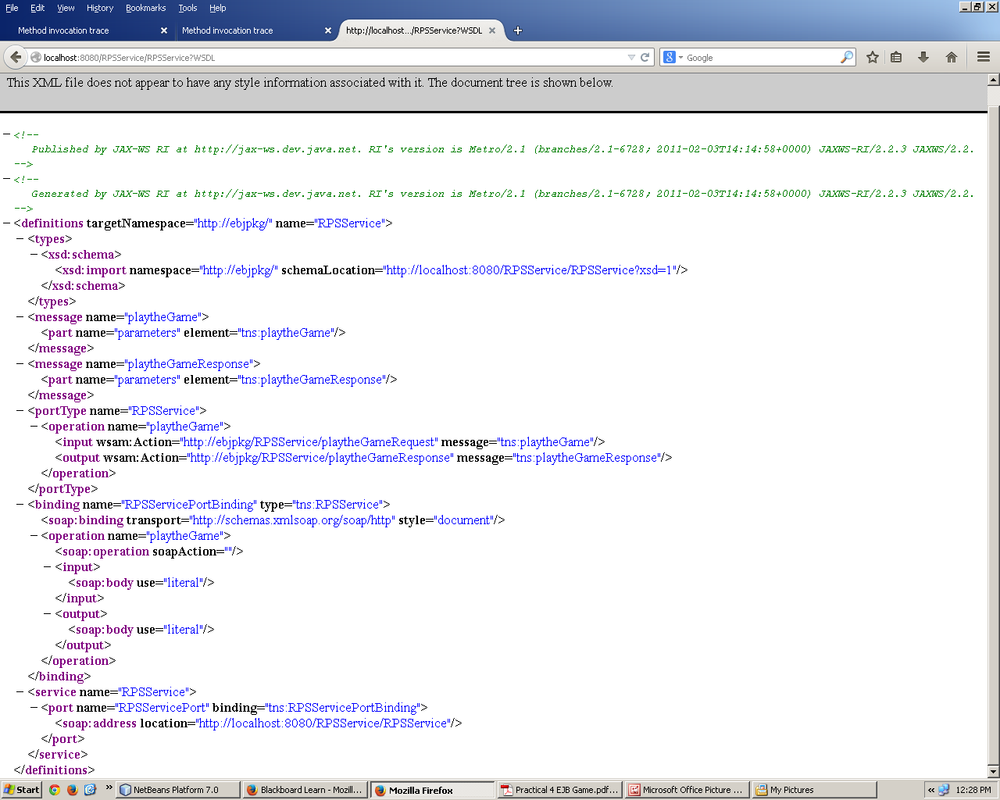 File Edit View History Bookmarks Tools Help
Method invocation trace
Method invocation trace
http://localhost.../RPSService?WSDL
localhost:8080/RPSService/RPSService?WSDL
Google
This XML file does not appear to have any style information associated with it. The document tree is shown below.
<!--
Published by JAX-WS RI at http://jax-ws.dev.java.net. RI's version is Metro/2.1 (branches/2.1-6728; 2011-02-03T14:14:58+0000) JAXWS-RI/2.2.3 JAXWS/2.2.
-->
<!--
Generated by JAX-WS RI at http://jax-ws.dev.java.net. RI's version is Metro/2.1 (branches/2.1-6728; 2011-02-03T14:14:58+0000) JAXWS-RI/2.2.3 JAXWS/2.2.
-->
<definitions targetNamespace="http://ebjpkg/" name="RPSService">
<types>
<xsd:schema>
<xsd:import namespace="http://ebjpkg/" schemaLocation="http://localhost:8080/RPSService/RPSService?xsd=1"/>
</xsd:schema>
</types>
<message name="playtheGame">
<part name="parameters" element="tns:playtheGame"/>
</message>
<message name="playtheGameResponse">
<part name="parameters" element="tns:playtheGameResponse"/>
</message>
<portType name="RPSService">
<operation name="playtheGame">
<input wsam:Action="http://ebjpkg/RPSService/playtheGameRequest" message="tns:playtheGame"/>
<output wsam:Action="http://ebjpkg/RPSService/playtheGameResponse" message="tns:playtheGameResponse"/>
</operation>
</portType>
<binding name="RPSServicePortBinding" type="tns:RPSService">
<soap:binding transport="http://schemas.xmlsoap.org/soap/http" style="document"/>
<operation name="playtheGame">
<soap:operation soapAction=""/>
<input>
<soap:body use="literal"/>
</input>
<output>
<soap:body use="literal"/>
</output>
</operation>
</binding>
<service name="RPSService">
<port name="RPSServicePort" binding="tns:RPSServicePortBinding">
<soap:address location="http://localhost:8080/RPSService/RPSService"/>
</port>
</service>
</definitions>
Start
NetBeans Platform 7.0
Blackboard Learn - Mozill...
Mozilla Firefox
Practical 4 EJB Game.pdf...
Microsoft Office Picture ...
My Pictures
12:28 PM